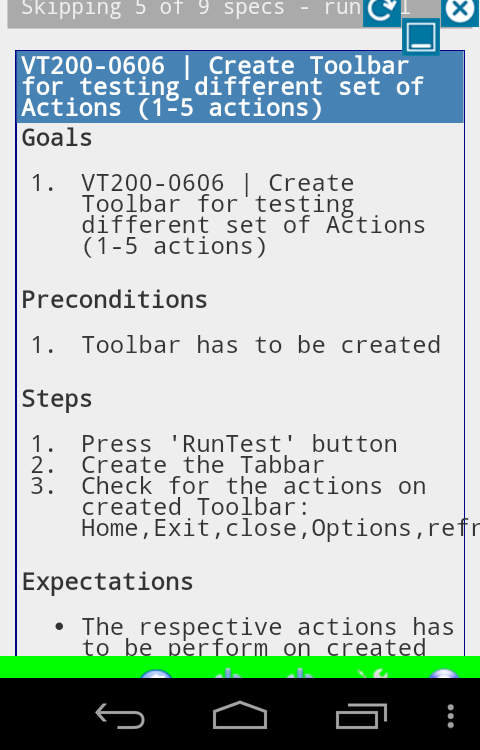 Skipping 5 of 9 specs - run
VT200-0606 | Create Toolbar
for testing different set of
Actions (1-5 actions)
Goals
1. VT200-0606 | Create
Toolbar for testing
different set of Actions
(1-5 actions)
Preconditions
1. Toolbar has to be created
Steps
1. Press 'RunTest' button
2. Create the Tabbar
3. Check for the actions on
created Toolbar:
Home,Exit,close,Options,refr
Expectations
• The respective actions has
to be perform on created